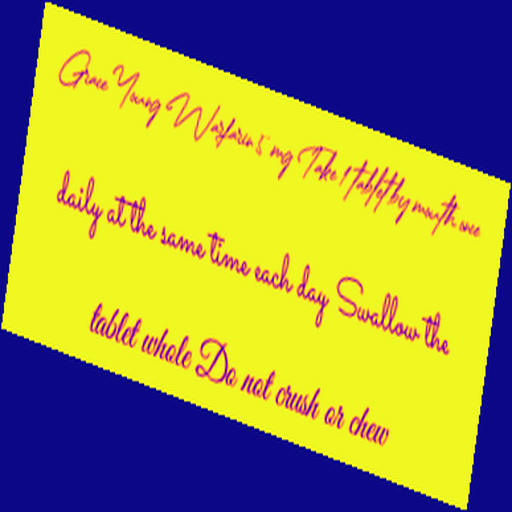 Grace Young Warfarin 5 mg Take 1 tablet by mouth once
daily at the same time each day Swallow the
tablet whole Do not crush or chew